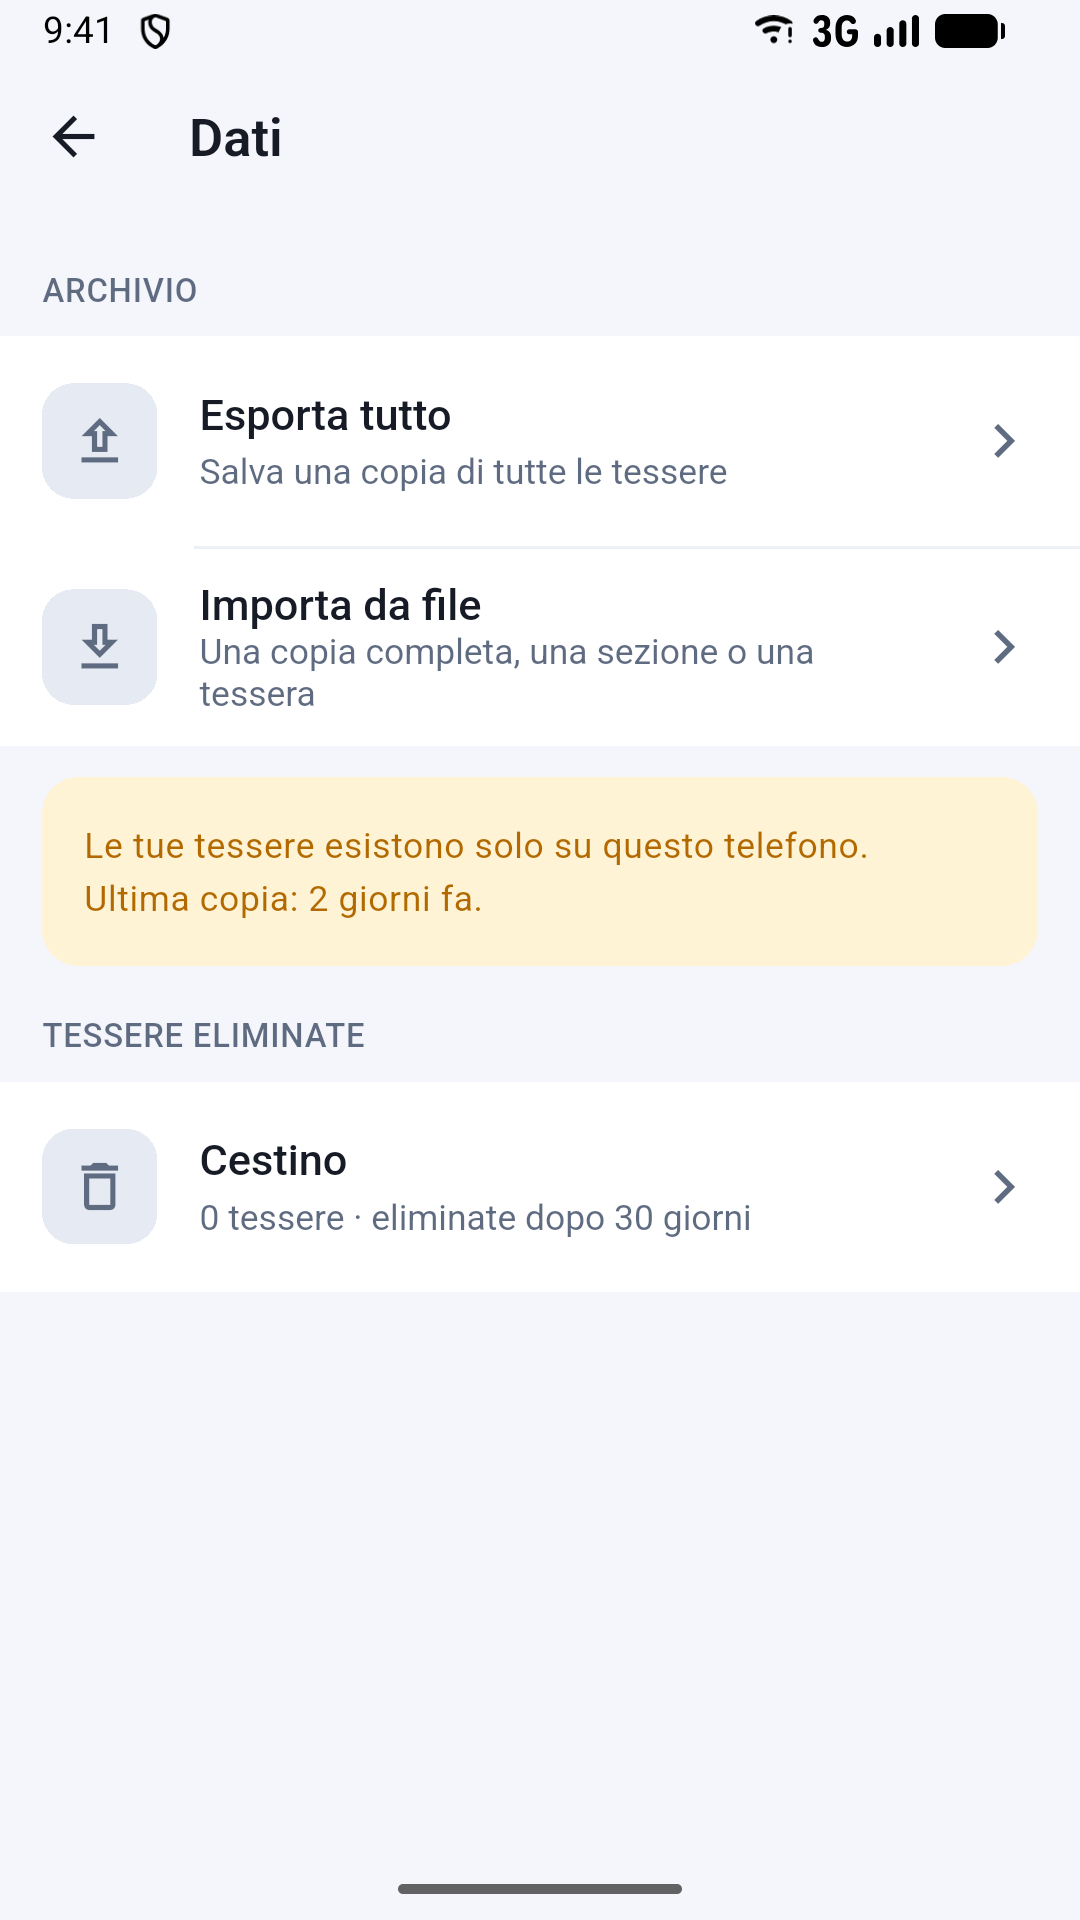 9:41
3G
Dati
ARCHIVIO
Esporta tutto
Salva una copia di tutte le tessere
Importa da file
Una copia completa, una sezione o una
tessera
Le tue tessere esistono solo su questo telefono.
Ultima copia: 2 giorni fa.
TESSERE ELIMINATE
Cestino
0 tessere · eliminate dopo 30 giorni